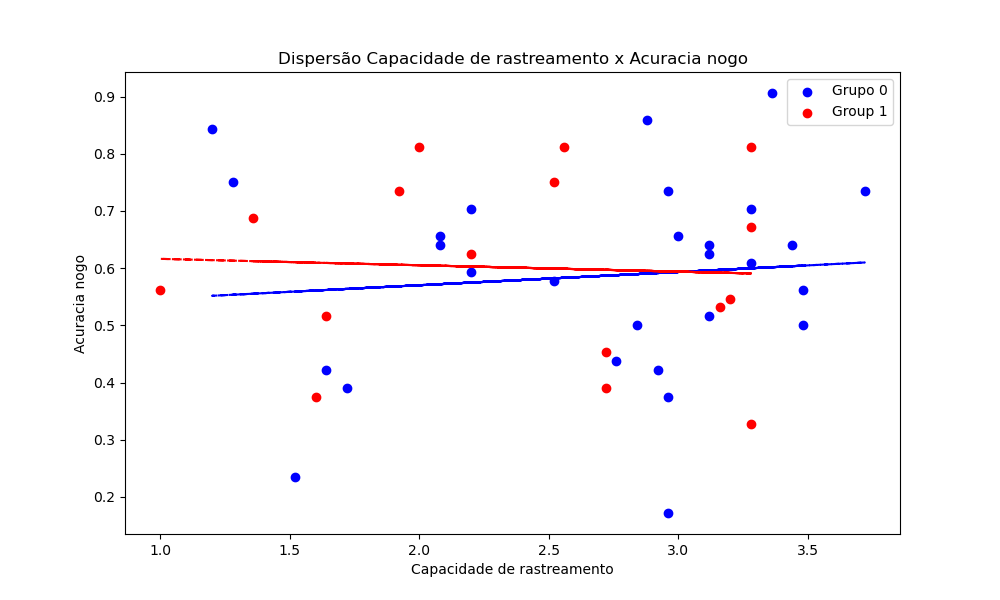 Dispersão Capacidade de rastreamento x Acuracia nogo
Grupo 0
Group 1
0.9
0.8
0.7
0.6
0.5
0.4
0.3
0.2
Acuracia nogo
1.0 1.5 2.0 2.5 3.0 3.5
Capacidade de rastreamento